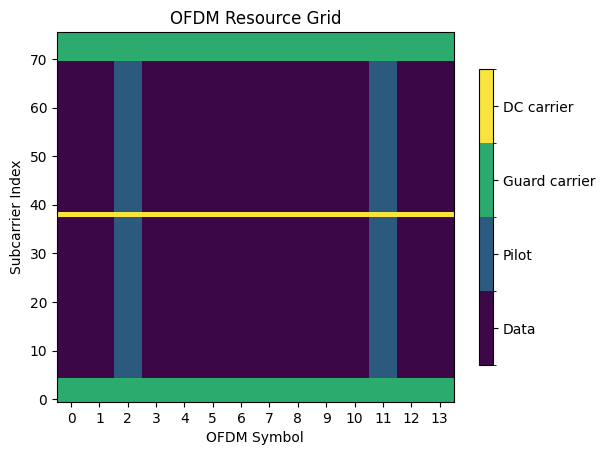 OFDM Resource Grid
Subcarrier Index
70
60
50
40
30
20
10
0
0 1 2 3 4 5 6 7 8 9 10 11 12 13
OFDM Symbol
DC carrier
Guard carrier
Pilot
Data